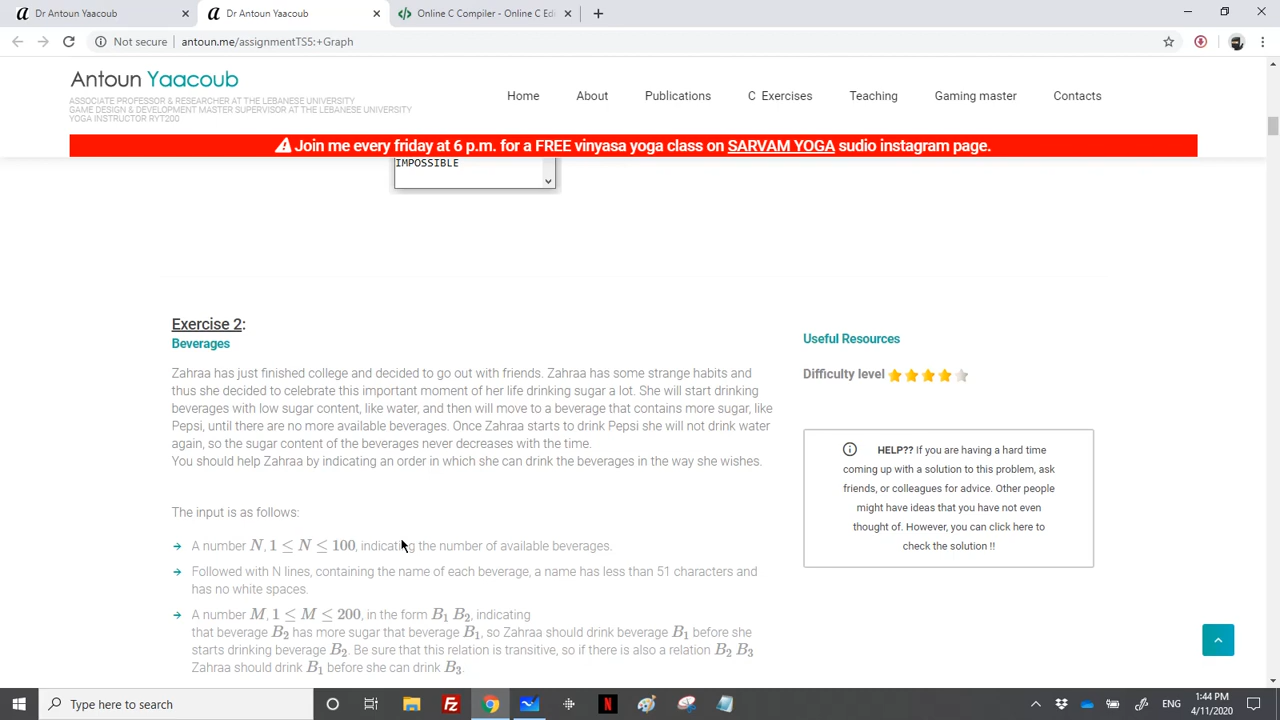 Dr Antoun Yaacoub
Dr Antoun Yaacoub
Online C Compiler - Online C Edi
Not secure
antoun.me/assignmentTS5:+Graph
Antoun Yaacoub
ASSOCIATE PROFESSOR & RESEARCHER AT THE LEBANESE UNIVERSITY
GAME DESIGN & DEVELOPMENT MASTER SUPERVISOR AT THE LEBANESE UNIVERSITY
YOGA INSTRUCTOR RYT200
Home
About
Publications
C Exercises
Teaching
Gaming master
Contacts
Join me every friday at 6 p.m. for a FREE vinyasa yoga class on SARVAM YOGA sudio instagram page.
IMPOSSIBLE
Exercise 2:
Beverages
Zahraa has just finished college and decided to go out with friends. Zahraa has some strange habits and
thus she decided to celebrate this important moment of her life drinking sugar a lot. She will start drinking
beverages with low sugar content, like water, and then will move to a beverage that contains more sugar, like
Pepsi, until there are no more available beverages. Once Zahraa starts to drink Pepsi she will not drink water
again, so the sugar content of the beverages never decreases with the time.
You should help Zahraa by indicating an order in which she can drink the beverages in the way she wishes.
The input is as follows:
A number N, 1 ≤ N ≤ 100, indicating the number of available beverages.
Followed with N lines, containing the name of each beverage, a name has less than 51 characters and
has no white spaces.
A number M, 1 ≤ M ≤ 200, in the form B₁ B₂, indicating
that beverage B₂ has more sugar that beverage B₁, so Zahraa should drink beverage B₁ before she
starts drinking beverage B₂. Be sure that this relation is transitive, so if there is also a relation B₂ B₃
Zahraa should drink B₁ before she can drink B₃.
Useful Resources
Difficulty level
HELP?? If you are having a hard time
coming up with a solution to this problem, ask
friends, or colleagues for advice. Other people
might have ideas that you have not even
thought of. However, you can click here to
check the solution !!
Type here to search
ENG
1:44 PM
4/11/2020